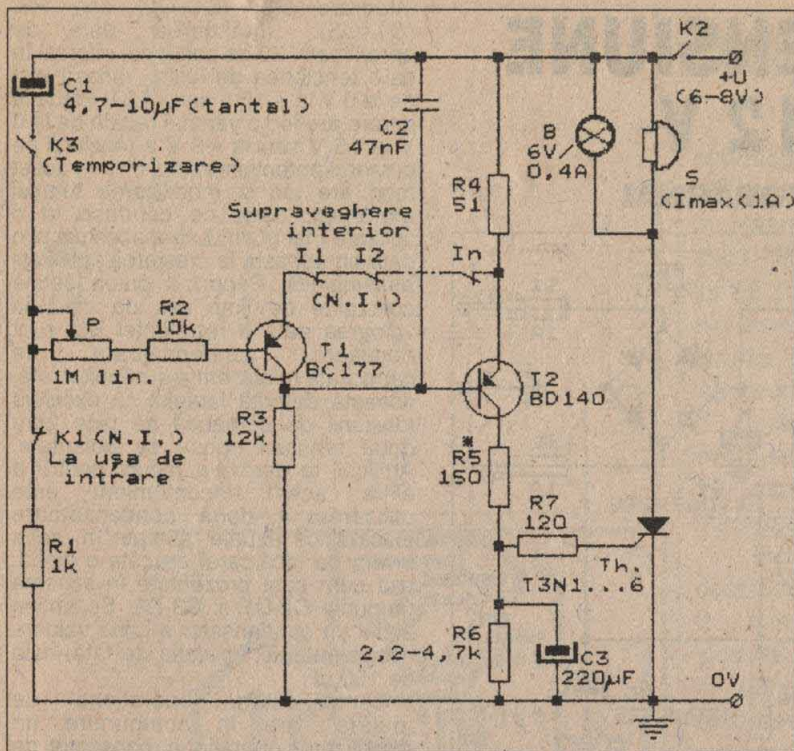 K2
+U
(6-8V)
C1
4,7-10µF(tantal)
K3
(Temporizare)
C2
47nF
B
6V/
0,4A
S
(Imax(1A)
R4
51
Supraveghere
interior
I1 I2 In
(N.I.)
P
R2
10k
1M lin.
T1
BC177
T2
BD140
K1(N.I.)
La uşa de
intrare
R3
12k
*
R5
150
R7
120
R1
1k
Th.
T3N1...6
R6
2,2-4,7k
C3
220µF
0V